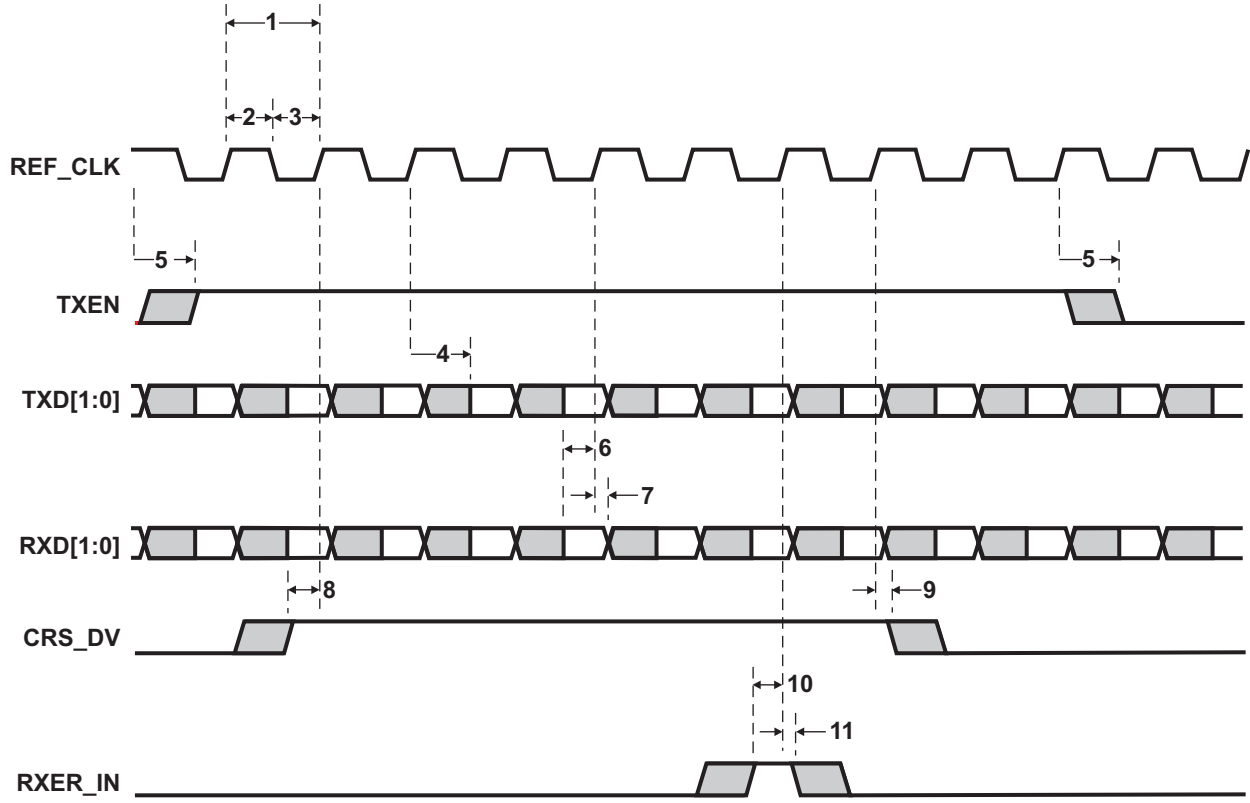 1
2
3
REF_CLK
5
5
TXEN
4
TXD[1:0]
6
7
RXD[1:0]
8
9
CRS_DV
10
11
RXER_IN